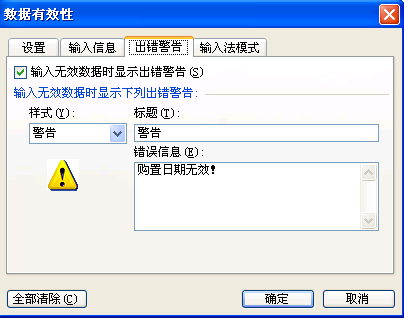 数据有效性
设置 输入信息 出错警告 输入法模式
输入无效数据时显示出错警告(S)
输入无效数据时显示下列出错警告:
样式(Y): 标题(T):
警告 警告
错误信息(E):
购置日期无效!
全部清除(C) 确定 取消